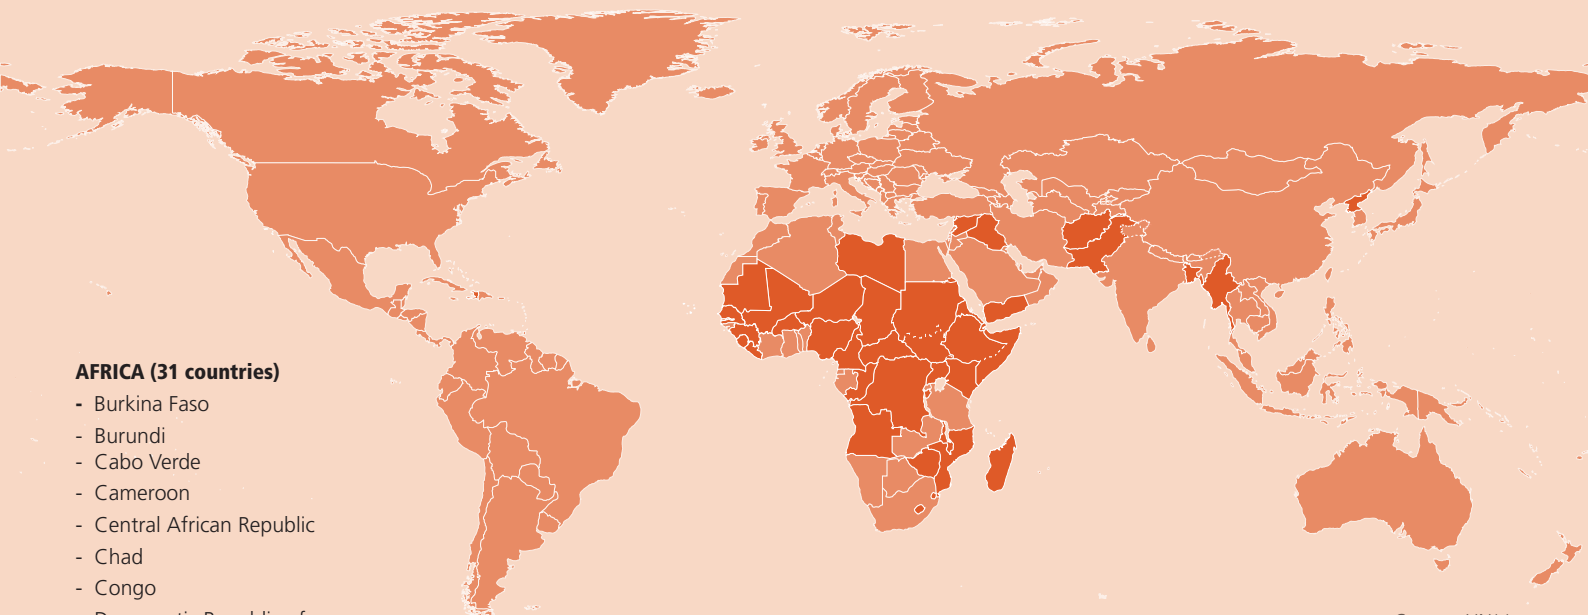 AFRICA (31 countries)
- Burkina Faso
- Burundi
- Cabo Verde
- Cameroon
- Central African Republic
- Chad
- Congo